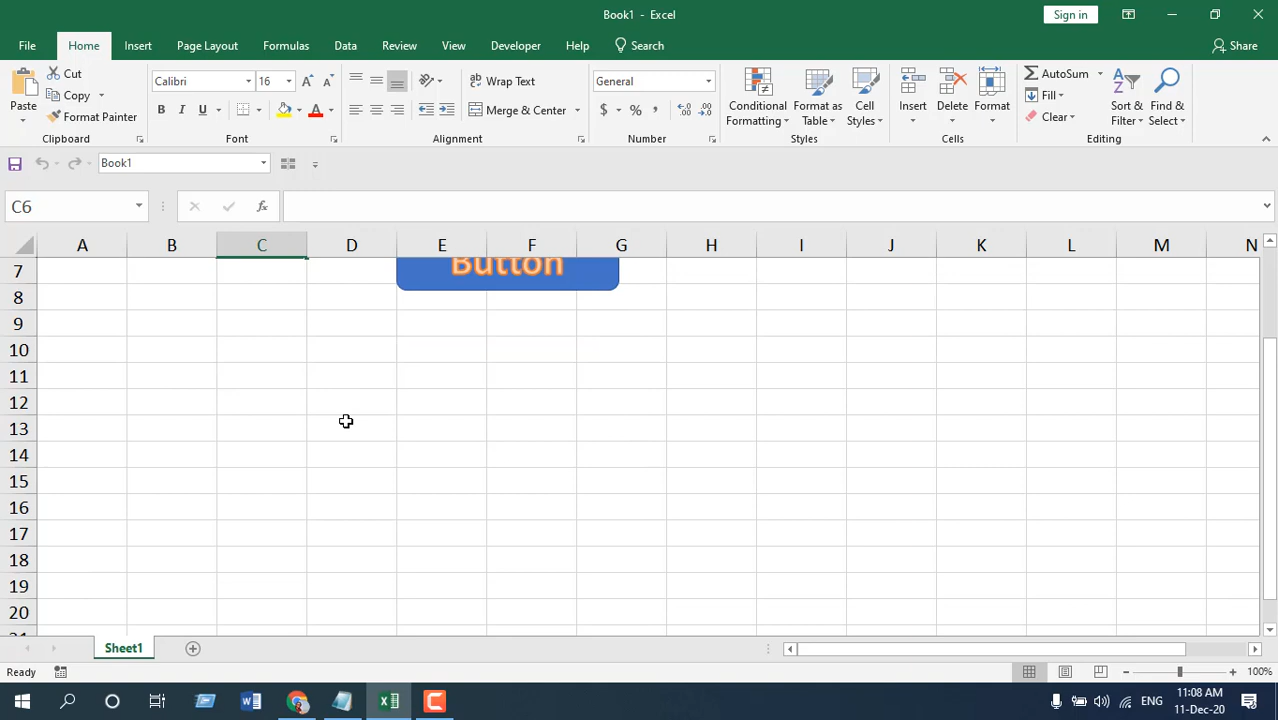 Book1 - Excel
Sign in
File Home Insert Page Layout Formulas Data Review View Developer Help Search Share
Paste
Cut
Copy
Format Painter
Clipboard
Calibri 16
B I U
Font
Wrap Text
Merge & Center
Alignment
General
$ % ,
Number
Conditional Formatting
Format as Table
Cell Styles
Styles
Insert
Delete
Format
Cells
AutoSum
Fill
Clear
Sort & Filter
Find & Select
Editing
Book1
C6
fx
A B C D E F G H I J K L M N
7
Button
8
9
10
11
12
13
14
15
16
17
18
19
20
Sheet1
Ready
100%
ENG
11:08 AM
11-Dec-20